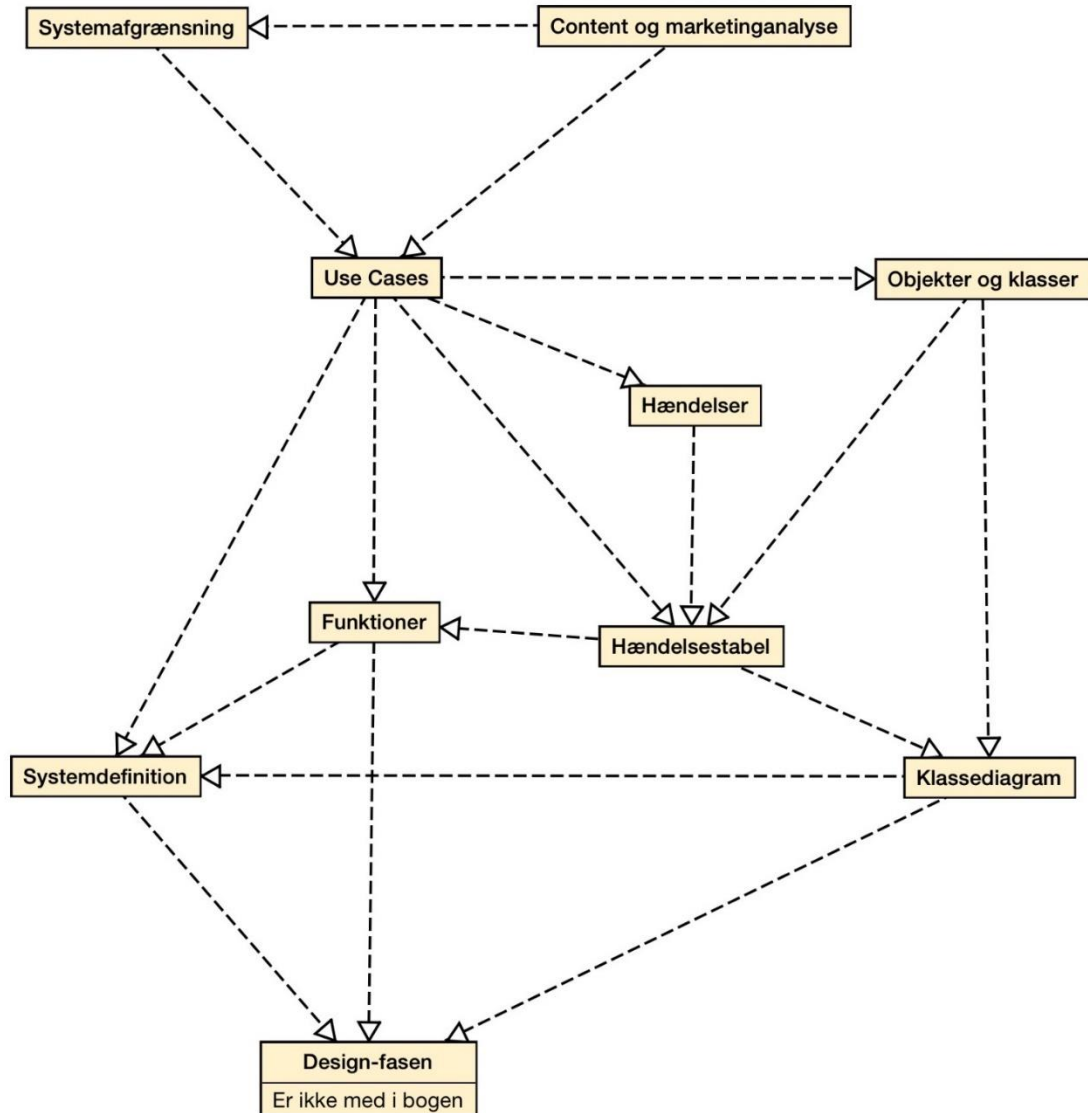 Systemafgrænsning
Content og marketinganalyse
Use Cases
Objekter og klasser
Hændelser
Funktioner
Hændelsestabel
Systemdefinition
Klassediagram
Design-fasen
Er ikke med i bogen